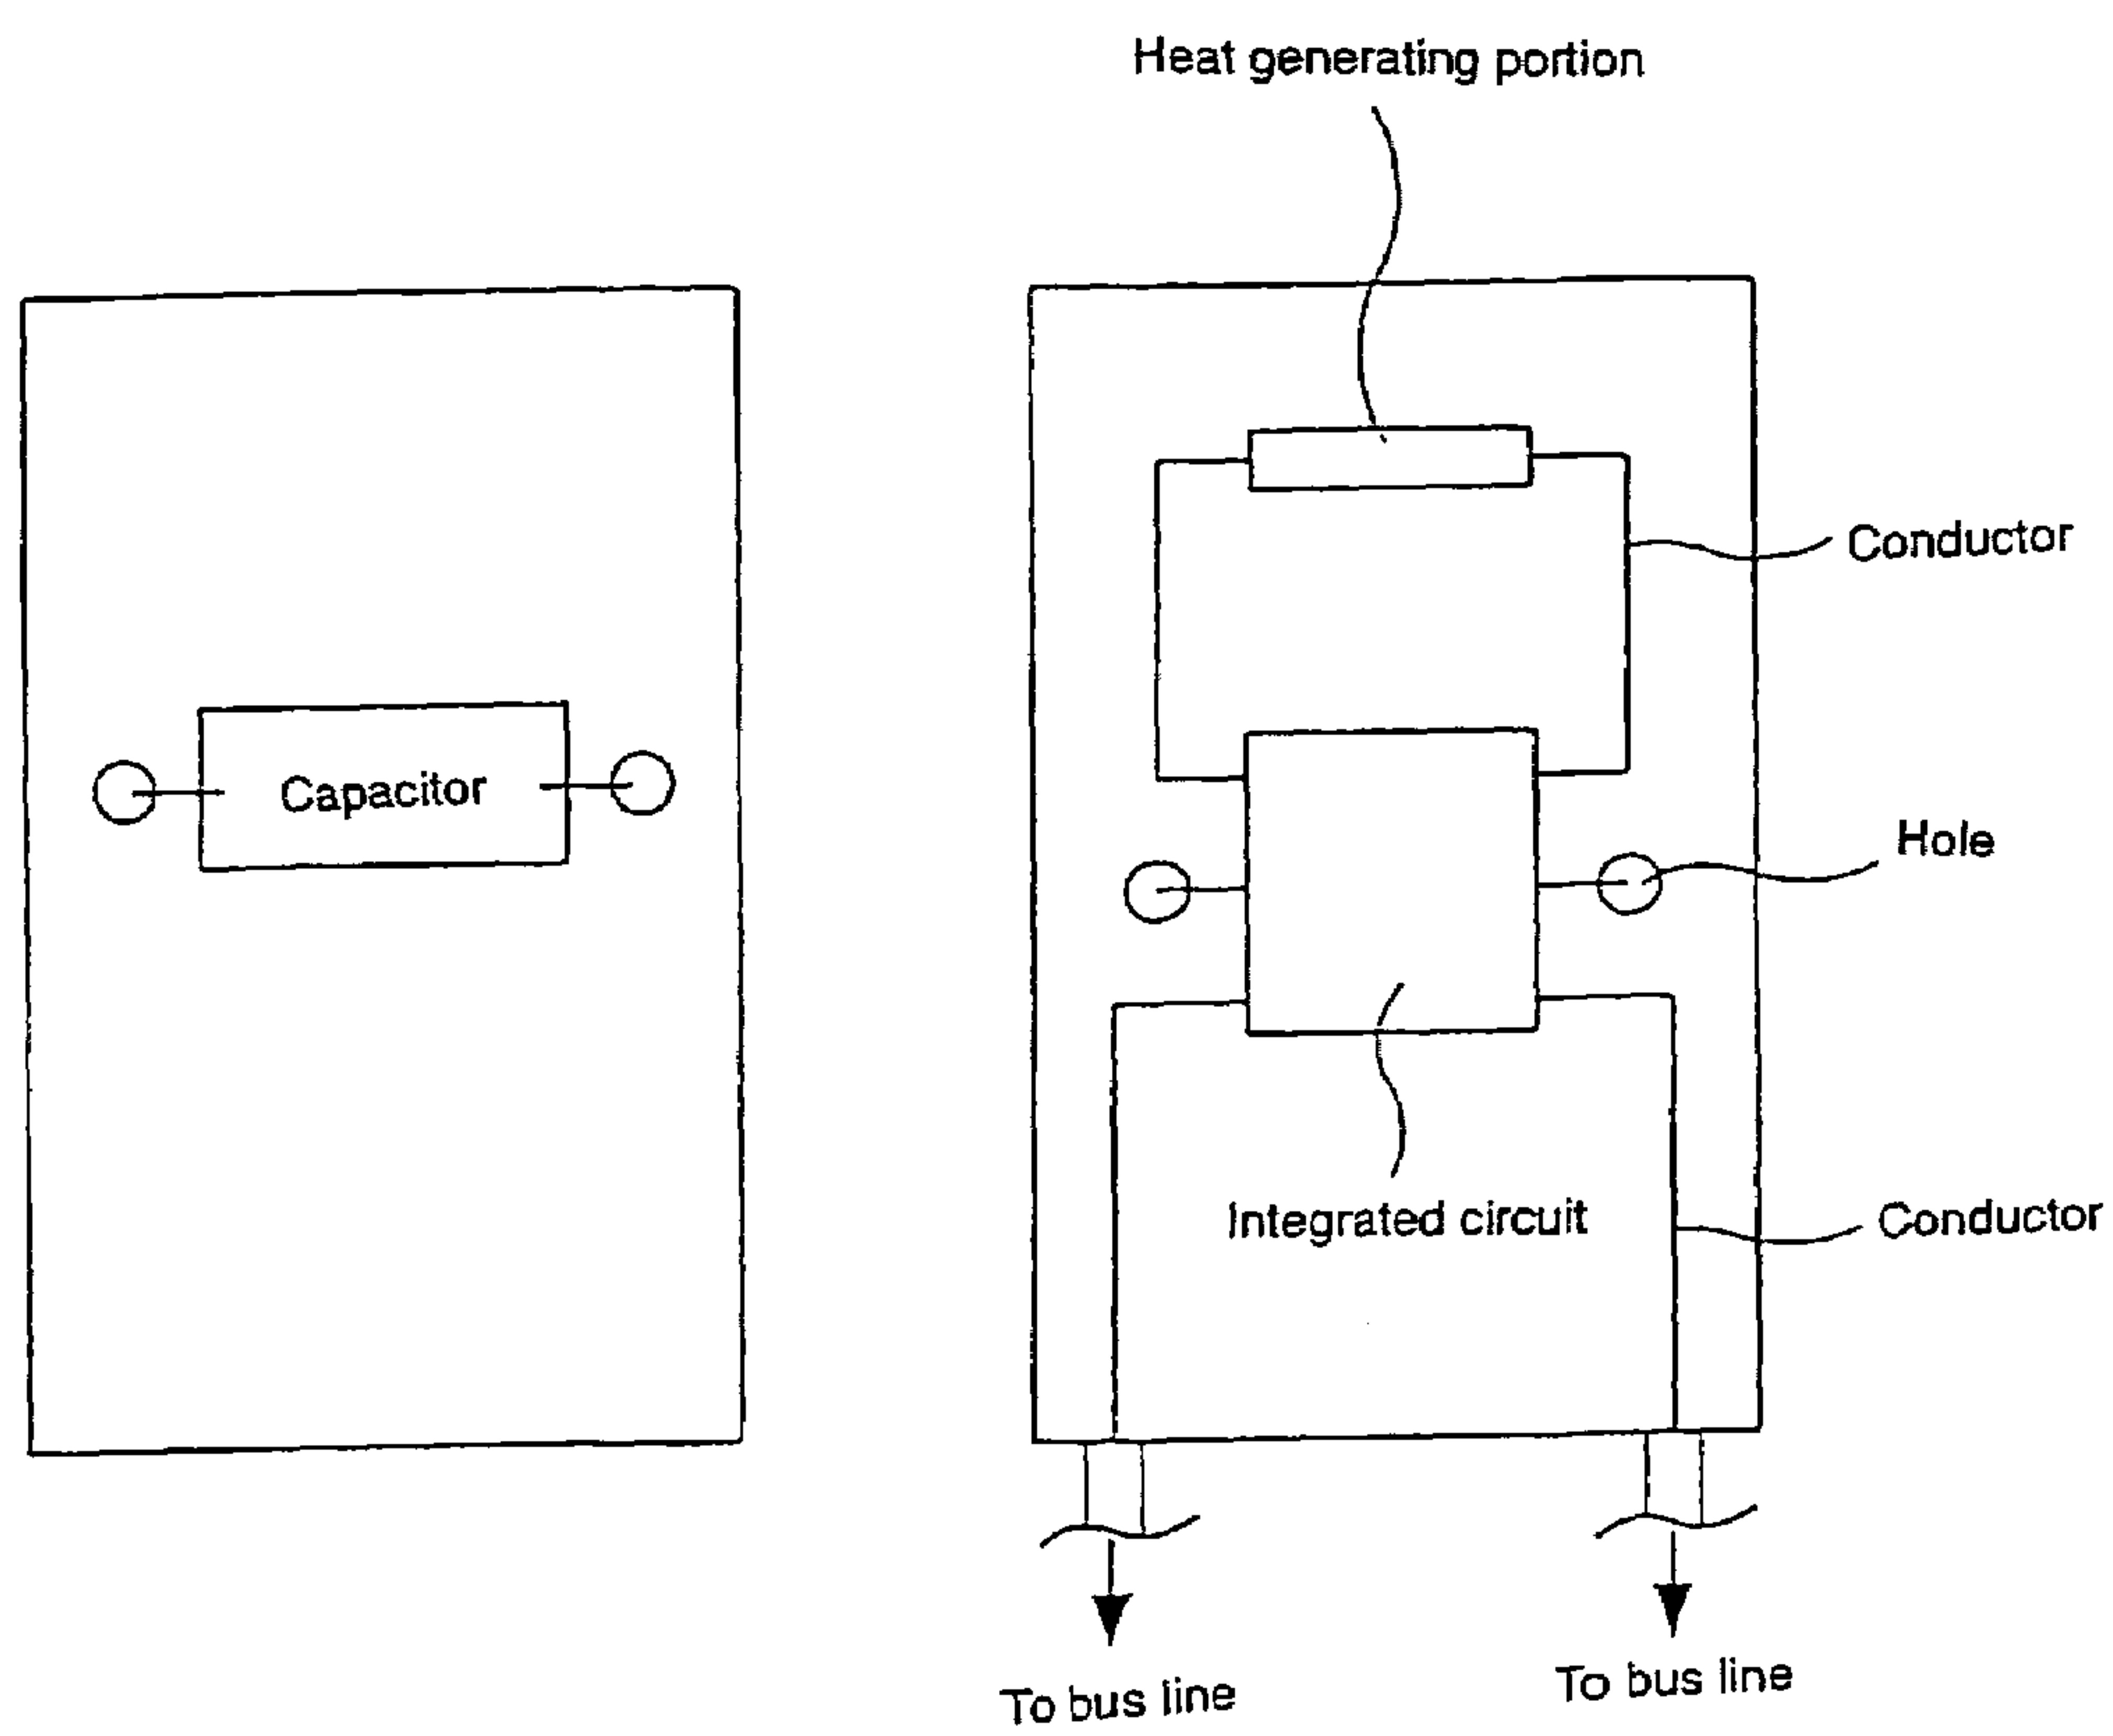 Heat generating portion
Conductor
Capacitor
Hole
Integrated circuit
Conductor
To bus line
To bus line